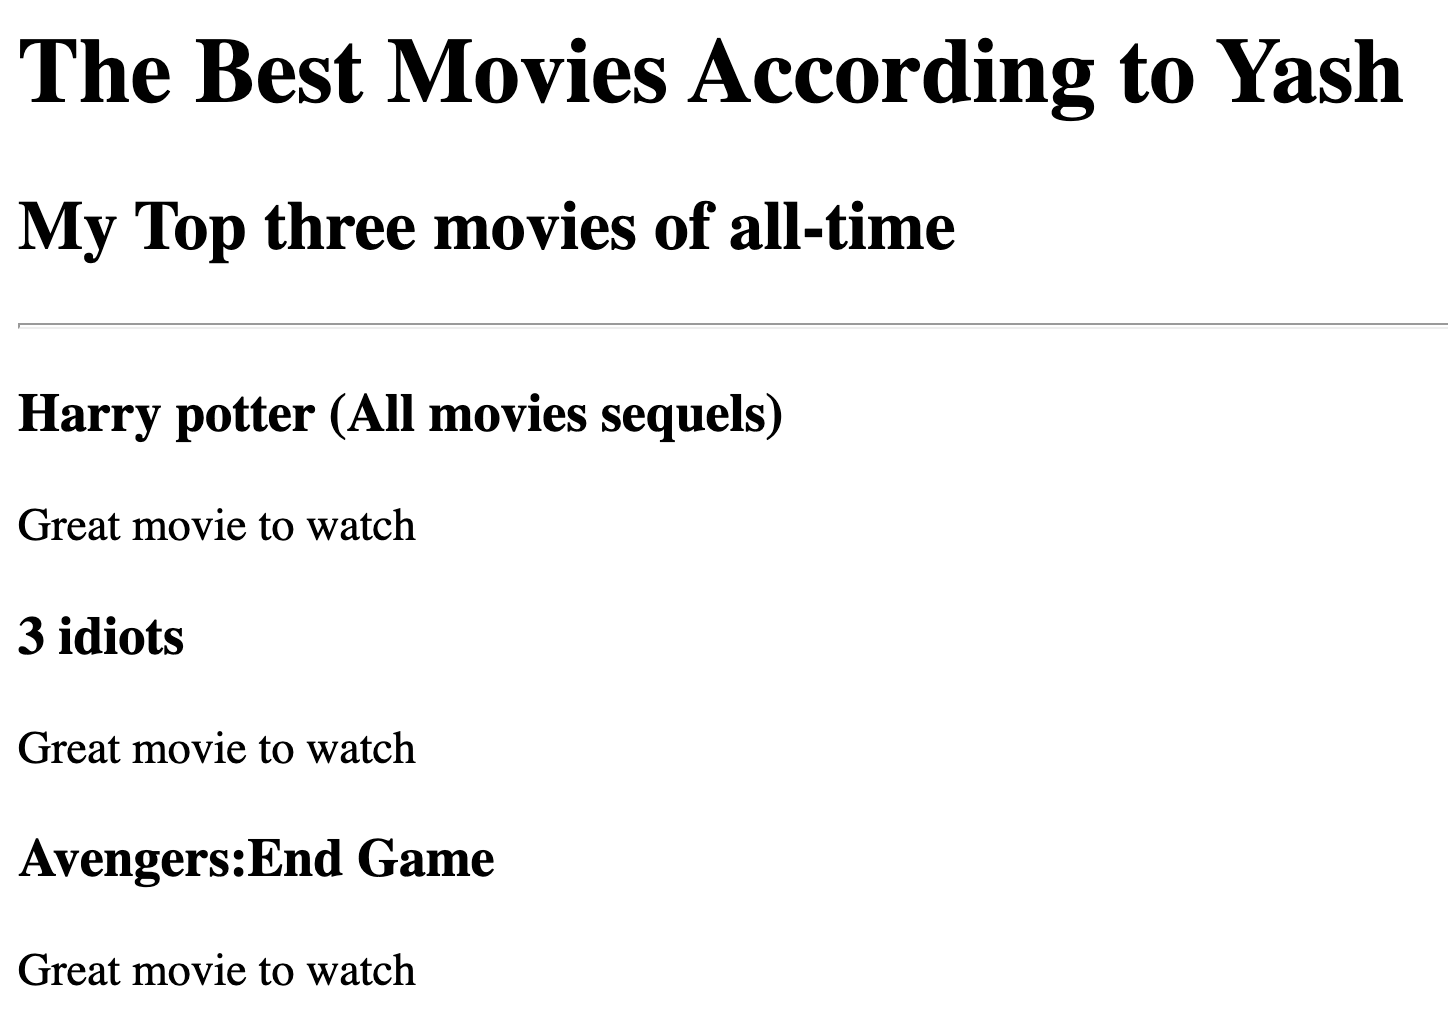 The Best Movies According to Yash
My Top three movies of all-time
Harry potter (All movies sequels)
Great movie to watch
3 idiots
Great movie to watch
Avengers:End Game
Great movie to watch